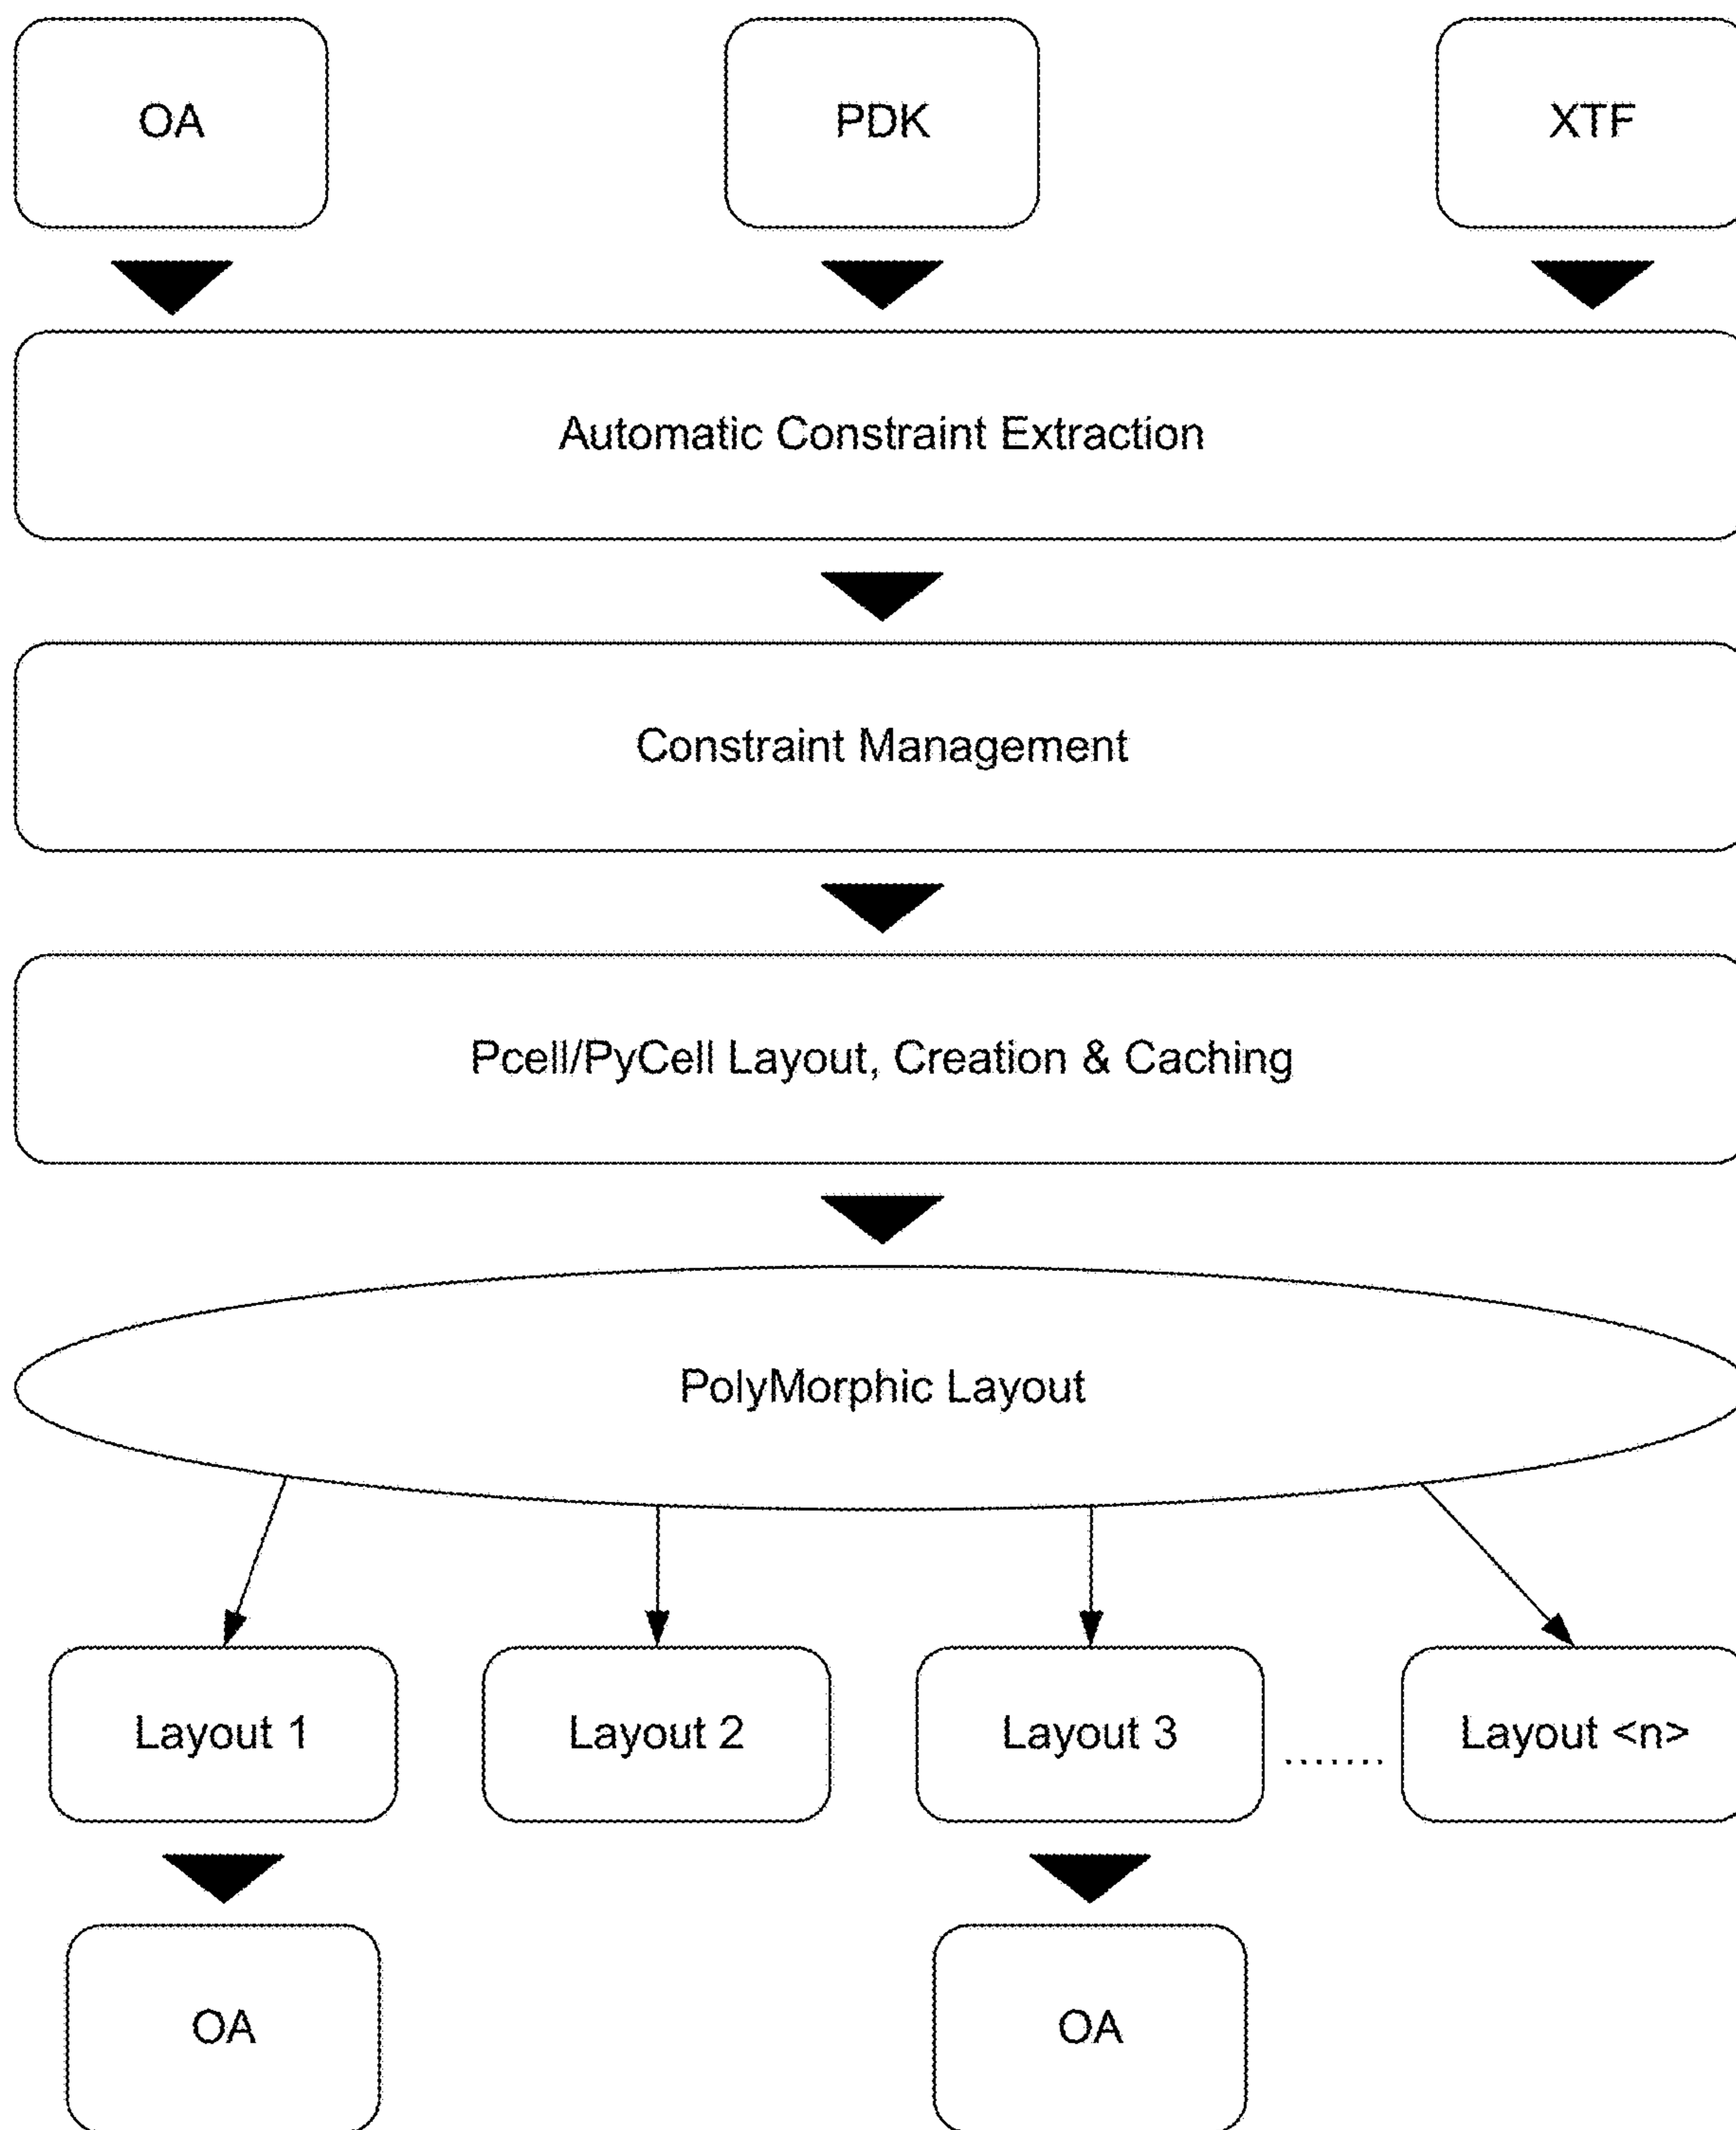 OA
PDK
XTF
Automatic Constraint Extraction
Constraint Management
Pcell/PyCell Layout, Creation & Caching
PolyMorphic Layout
Layout 1
Layout 2
Layout 3
.......
Layout <n>
OA
OA